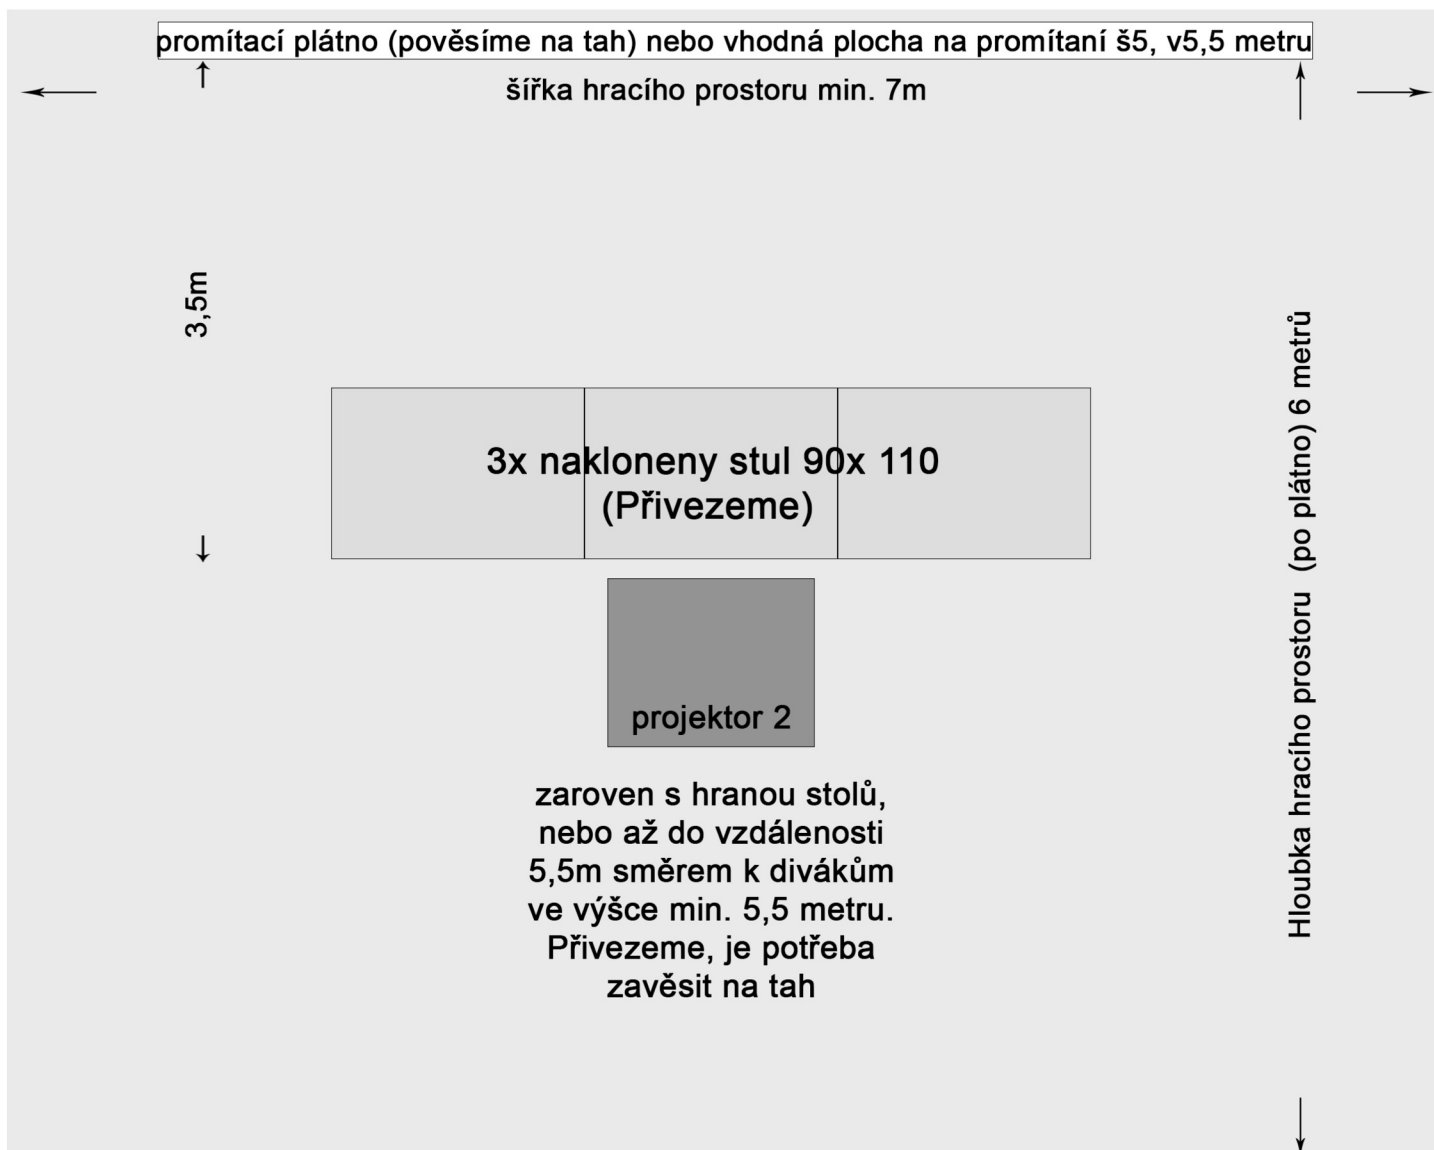 promítací plátno (pověsíme na tah) nebo vhodná plocha na promítaní š5, v5,5 metru
šířka hracího prostoru min. 7m
3,5m
3x nakloneny stul 90x 110
(Přivezeme)
projektor 2
zaroven s hranou stolů,
nebo až do vzdálenosti
5,5m směrem k divákům
ve výšce min. 5,5 metru.
Přivezeme, je potřeba
zavěsit na tah
Hloubka hracího prostoru (po plátno) 6 metrů